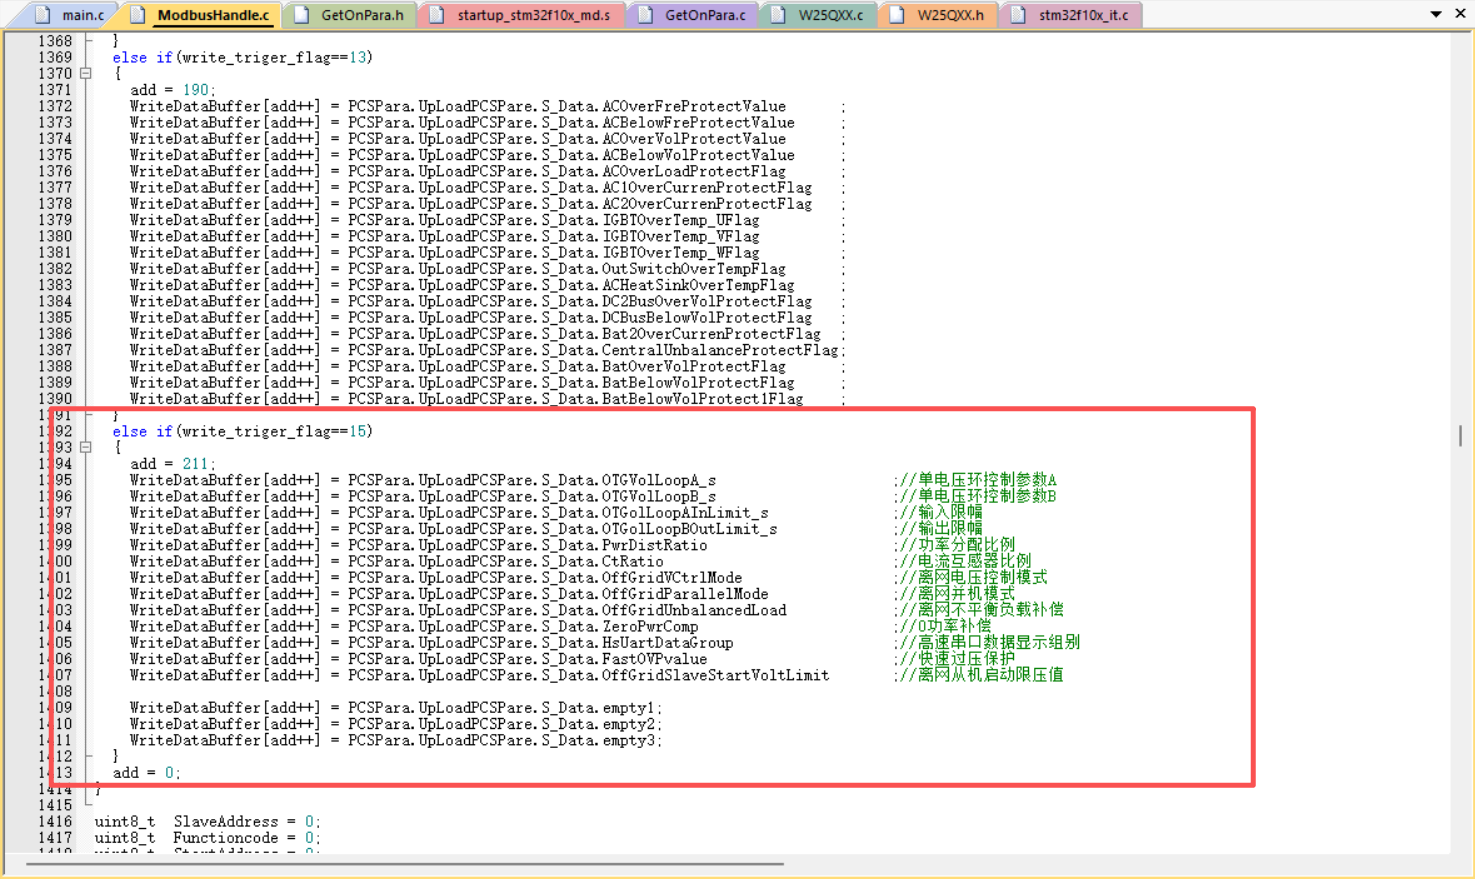 main.c ModbusHandle.c GetOnPara.h startup_stm32f10x_md.s GetOnPara.c W25QXX.c W25QXX.h stm32f10x_it.c
1368 }
1369 else if(write_triger_flag==13)
1370 {
1371 add = 190;
1372 WriteDataBuffer[add++] = PCSPara.UpLoadPCSPare.S_Data.ACOverFreProtectValue ;
1373 WriteDataBuffer[add++] = PCSPara.UpLoadPCSPare.S_Data.ACBelowFreProtectValue ;
1374 WriteDataBuffer[add++] = PCSPara.UpLoadPCSPare.S_Data.ACOverVolProtectValue ;
1375 WriteDataBuffer[add++] = PCSPara.UpLoadPCSPare.S_Data.ACBelowVolProtectValue ;
1376 WriteDataBuffer[add++] = PCSPara.UpLoadPCSPare.S_Data.ACOverLoadProtectFlag ;
1377 WriteDataBuffer[add++] = PCSPara.UpLoadPCSPare.S_Data.AC1OverCurrenProtectFlag ;
1378 WriteDataBuffer[add++] = PCSPara.UpLoadPCSPare.S_Data.AC2OverCurrenProtectFlag ;
1379 WriteDataBuffer[add++] = PCSPara.UpLoadPCSPare.S_Data.IGBTOverTemp_UFlag ;
1380 WriteDataBuffer[add++] = PCSPara.UpLoadPCSPare.S_Data.IGBTOverTemp_VFlag ;
1381 WriteDataBuffer[add++] = PCSPara.UpLoadPCSPare.S_Data.IGBTOverTemp_WFlag ;
1382 WriteDataBuffer[add++] = PCSPara.UpLoadPCSPare.S_Data.OutSwitchOverTempFlag ;
1383 WriteDataBuffer[add++] = PCSPara.UpLoadPCSPare.S_Data.ACHeatSinkOverTempFlag ;
1384 WriteDataBuffer[add++] = PCSPara.UpLoadPCSPare.S_Data.DC2BusOverVolProtectFlag ;
1385 WriteDataBuffer[add++] = PCSPara.UpLoadPCSPare.S_Data.DCBusBelowVolProtectFlag ;
1386 WriteDataBuffer[add++] = PCSPara.UpLoadPCSPare.S_Data.Bat2OverCurrenProtectFlag ;
1387 WriteDataBuffer[add++] = PCSPara.UpLoadPCSPare.S_Data.CentralUnbalanceProtectFlag;
1388 WriteDataBuffer[add++] = PCSPara.UpLoadPCSPare.S_Data.BatOverVolProtectFlag ;
1389 WriteDataBuffer[add++] = PCSPara.UpLoadPCSPare.S_Data.BatBelowVolProtectFlag ;
1390 WriteDataBuffer[add++] = PCSPara.UpLoadPCSPare.S_Data.BatBelowVolProtect1Flag ;
1391 }
1392 else if(write_triger_flag==15)
1393 {
1394 add = 211;
1395 WriteDataBuffer[add++] = PCSPara.UpLoadPCSPare.S_Data.OTGVolLoopA_s ;//单电压环控制参数A
1396 WriteDataBuffer[add++] = PCSPara.UpLoadPCSPare.S_Data.OTGVolLoopB_s ;//单电压环控制参数B
1397 WriteDataBuffer[add++] = PCSPara.UpLoadPCSPare.S_Data.OTGolLoopAInLimit_s ;//输入限幅
1398 WriteDataBuffer[add++] = PCSPara.UpLoadPCSPare.S_Data.OTGolLoopBOutLimit_s ;//输出限幅
1399 WriteDataBuffer[add++] = PCSPara.UpLoadPCSPare.S_Data.PwrDistRatio ;//功率分配比例
1400 WriteDataBuffer[add++] = PCSPara.UpLoadPCSPare.S_Data.CtRatio ;//电流互感器比例
1401 WriteDataBuffer[add++] = PCSPara.UpLoadPCSPare.S_Data.OffGridVCtrlMode ;//离网电压控制模式
1402 WriteDataBuffer[add++] = PCSPara.UpLoadPCSPare.S_Data.OffGridParallelMode ;//离网并机模式
1403 WriteDataBuffer[add++] = PCSPara.UpLoadPCSPare.S_Data.OffGridUnbalancedLoad ;//离网不平衡负载补偿
1404 WriteDataBuffer[add++] = PCSPara.UpLoadPCSPare.S_Data.ZeroPwrComp ;//0功率补偿
1405 WriteDataBuffer[add++] = PCSPara.UpLoadPCSPare.S_Data.HsUartDataGroup ;//高速串口数据显示组别
1406 WriteDataBuffer[add++] = PCSPara.UpLoadPCSPare.S_Data.FastOVPvalue ;//快速过压保护
1407 WriteDataBuffer[add++] = PCSPara.UpLoadPCSPare.S_Data.OffGridSlaveStartVoltLimit ;//离网从机启动限压值
1408
1409 WriteDataBuffer[add++] = PCSPara.UpLoadPCSPare.S_Data.empty1;
1410 WriteDataBuffer[add++] = PCSPara.UpLoadPCSPare.S_Data.empty2;
1411 WriteDataBuffer[add++] = PCSPara.UpLoadPCSPare.S_Data.empty3;
1412 }
1413 add = 0;
1414 }
1415
1416 uint8_t SlaveAddress = 0;
1417 uint8_t Functioncode = 0;